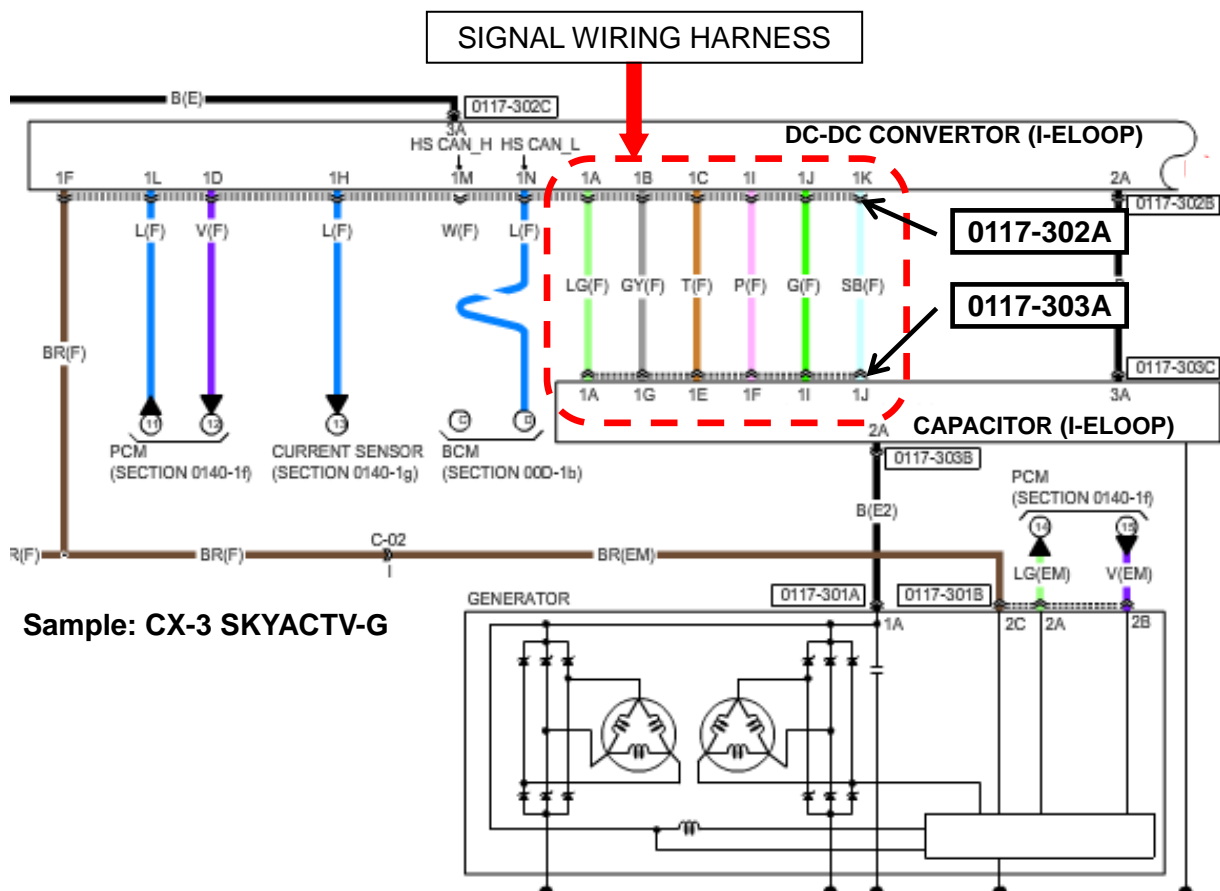 SIGNAL WIRING HARNESS
B(E)
0117-302C
3A
DC-DC CONVERTOR (I-ELOOP)
HS CAN_H HS CAN_L
1F 1L 1D 1H 1M 1N 1A 1B 1C 1I 1J 1K 2A
0117-302B
L(F) V(F) L(F) W(F) L(F)
0117-302A
LG(F) GY(F) T(F) P(F) G(F) SB(F)
0117-303A
BR(F)
0117-303C
1A 1G 1E 1F 1I 1J 3A
11 12 13
CAPACITOR (I-ELOOP)
2A
PCM
(SECTION 0140-1f)
CURRENT SENSOR
(SECTION 0140-1g)
BCM
(SECTION 00D-1b)
0117-303B
PCM
(SECTION 0140-1f)
B(E2)
14 15
C-02
R(F) BR(F) BR(EM)
I
LG(EM) V(EM)
GENERATOR
0117-301A 0117-301B
1A 2C 2A 2B
Sample: CX-3 SKYACTV-G